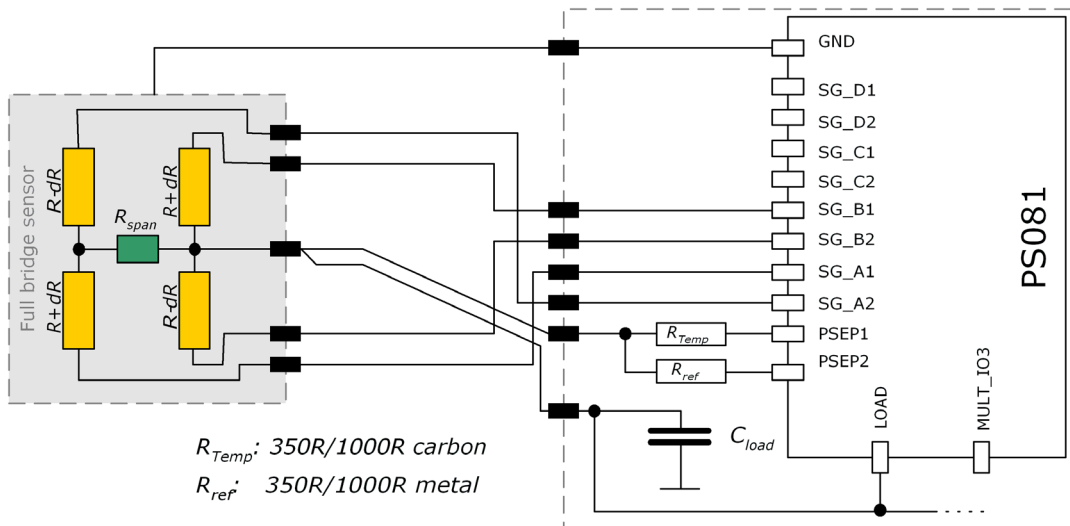 GND
SG_D1
SG_D2
SG_C1
SG_C2
SG_B1
SG_B2
SG_A1
SG_A2
PSEP1
PSEP2
LOAD
MULT_IO3
PS081
Full bridge sensor
R-dR
R+dR
Rspan
R+dR
R-dR
RTemp
Rref
Cload
RTemp: 350R/1000R carbon
Rref: 350R/1000R metal